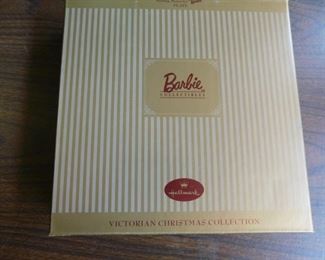 Barbie
COLLECTIBLES
Hallmark
VICTORIAN CHRISTMAS COLLECTION